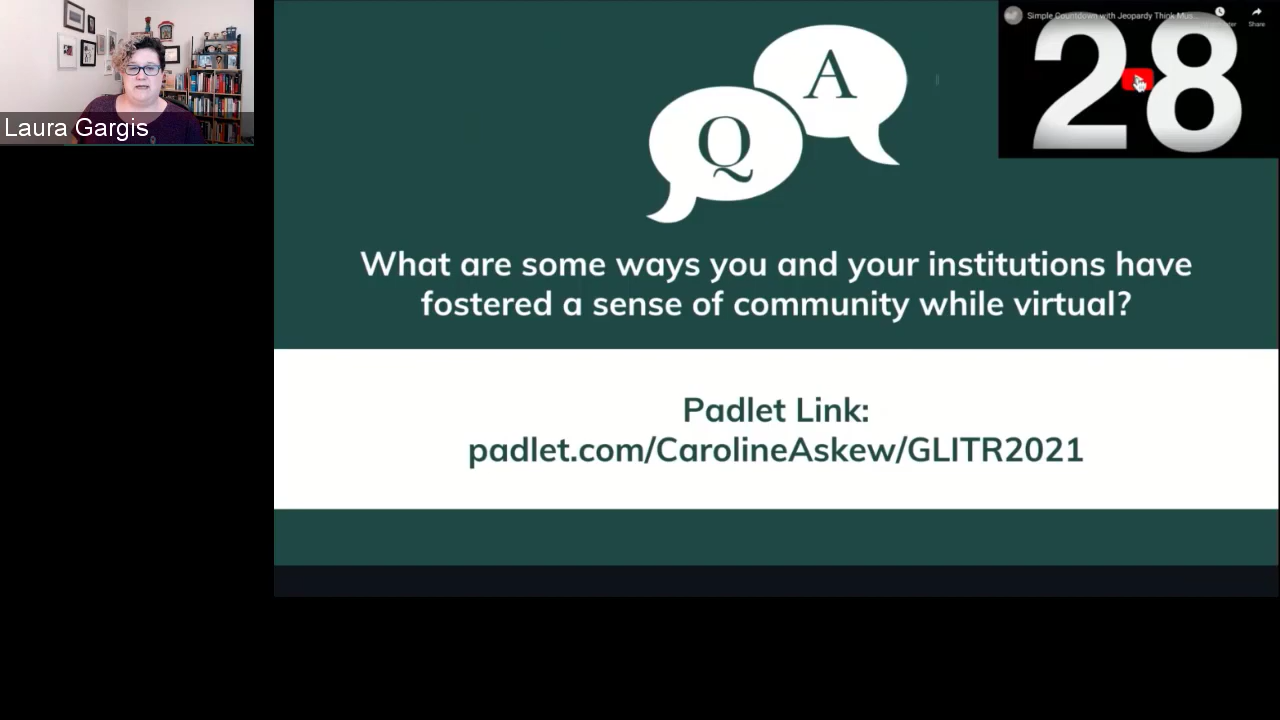 Laura Gargis
Q
A
Simple Countdown with Jeopardy Think Mus...
Share
28
What are some ways you and your institutions have
fostered a sense of community while virtual?
Padlet Link:
padlet.com/CarolineAskew/GLITR2021